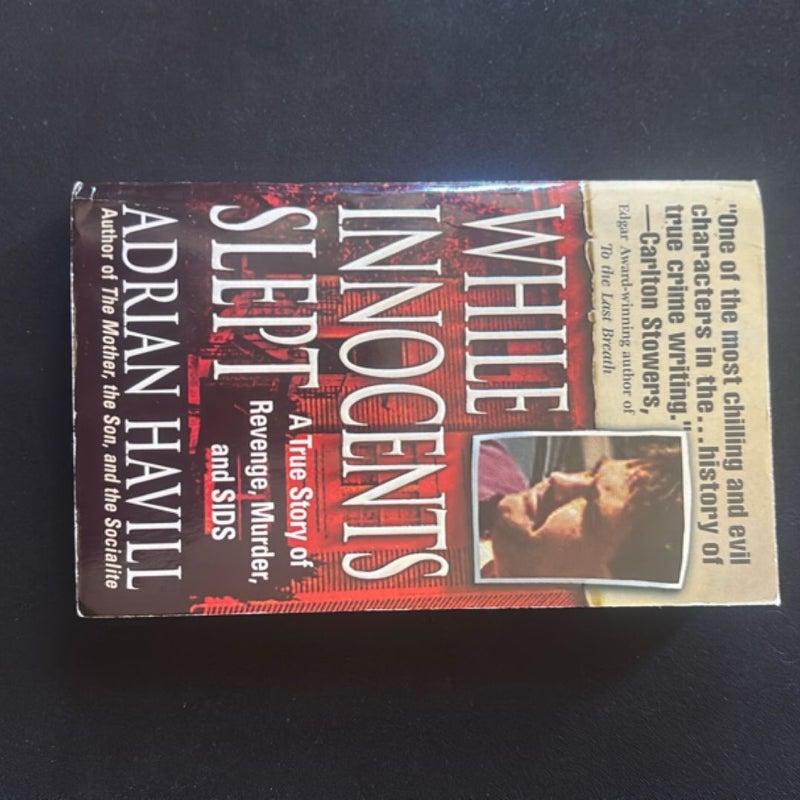 "One of the most chilling and evil
characters in the...history of
true crime writing."
—Carlton Stowers,
Edgar Award-winning author of
To the Last Breath
WHILE
INNOCENTS
SLEPT
A True Story of
Revenge, Murder,
and SIDS
ADRIAN HAVILL
Author of The Mother, the Son, and the Socialite